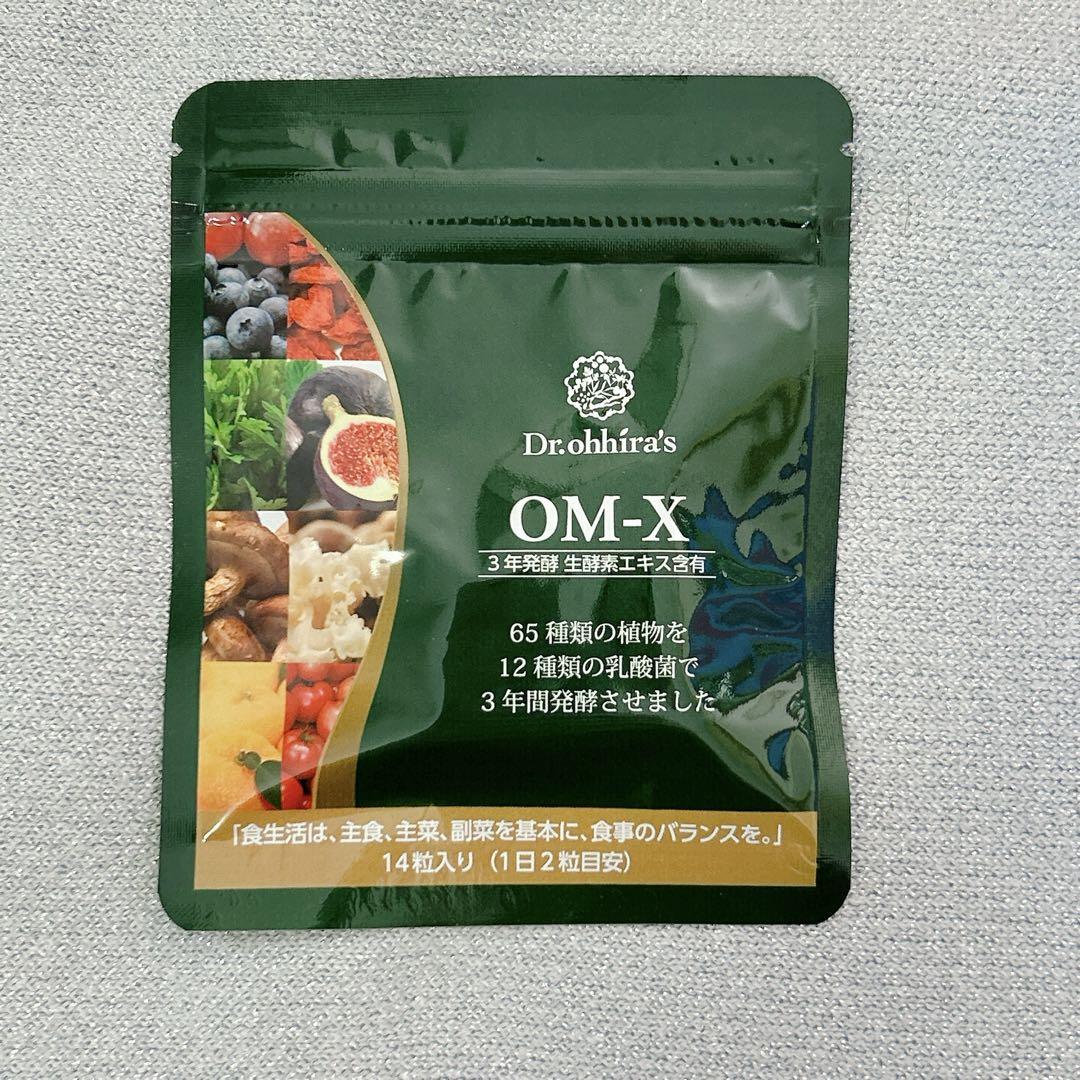 Dr.ohhira's
OM-X
3年発酵 生酵素エキス含有
65種類の植物を
12種類の乳酸菌で
3年間発酵させました
「食生活は、主食、主菜、副菜を基本に、食事のバランスを。」
14粒入り（1日2粒目安）